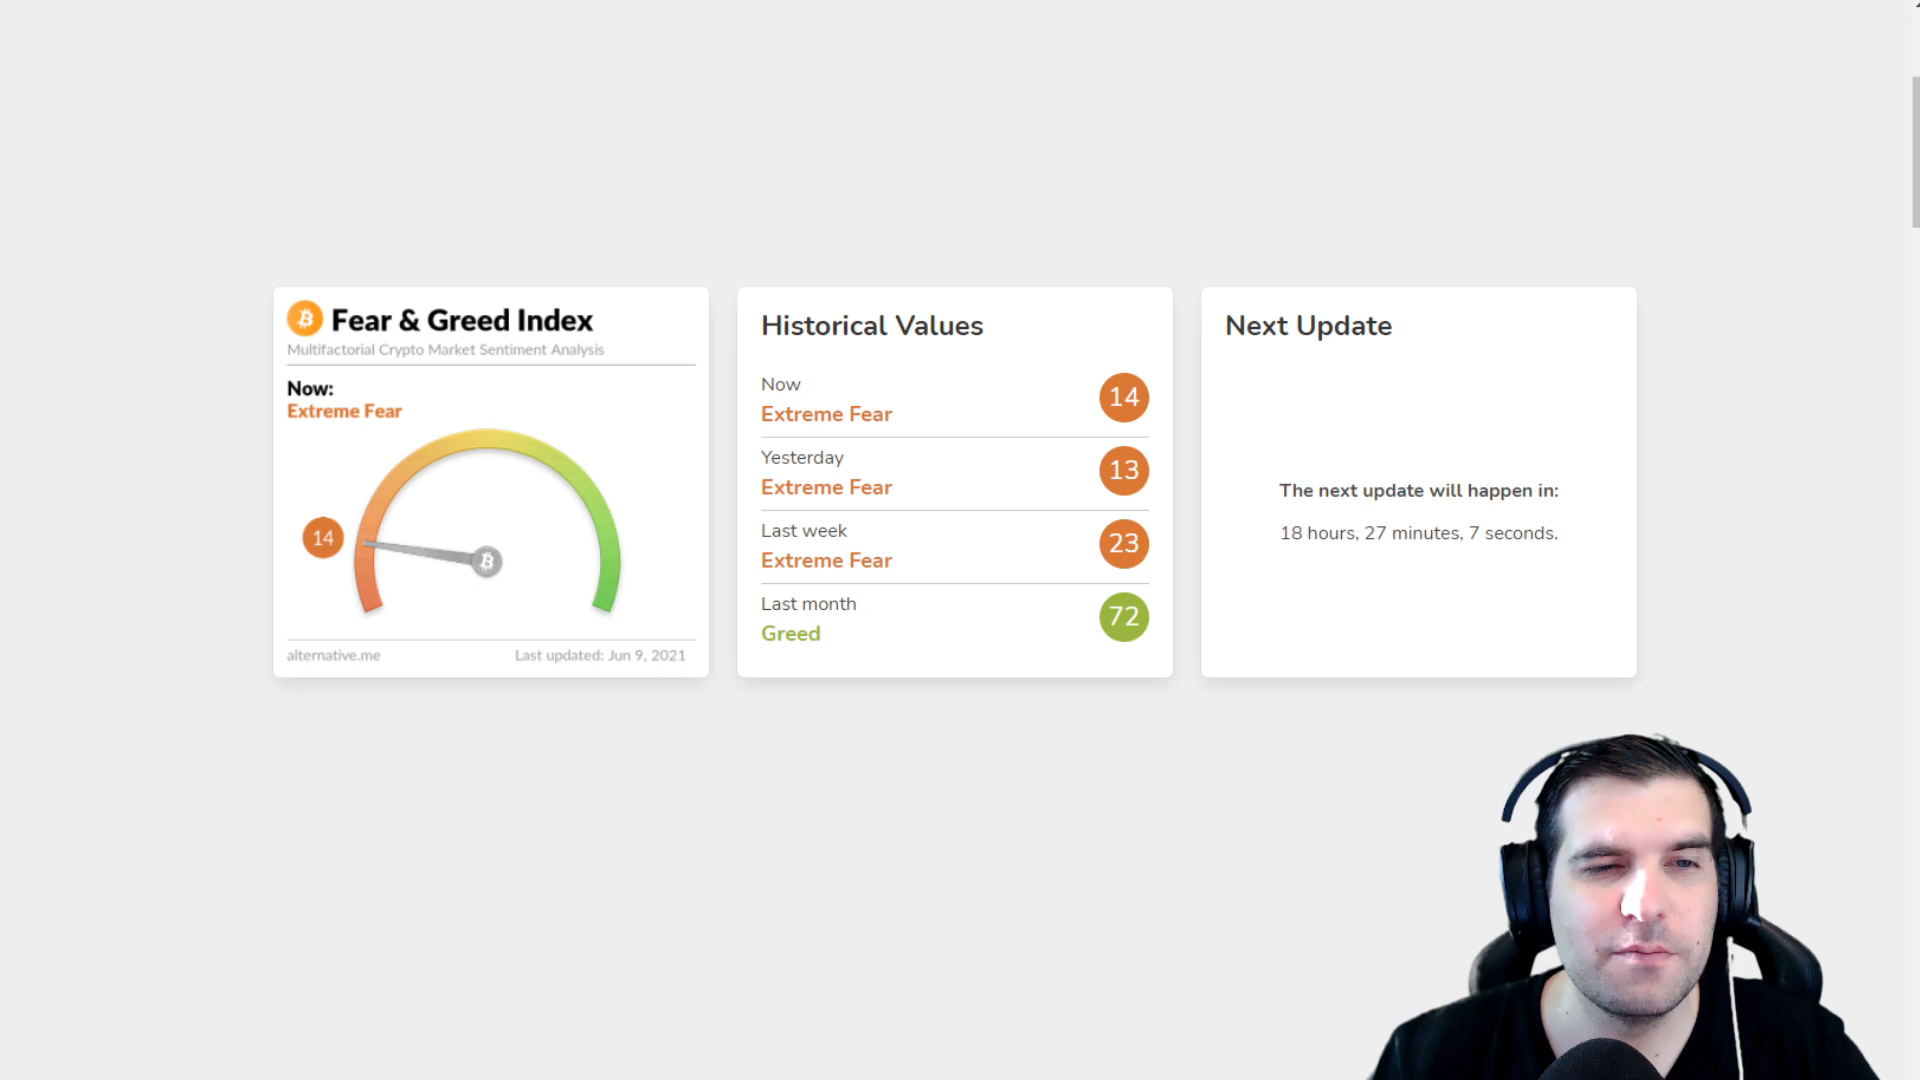 Fear & Greed Index
Multifactorial Crypto Market Sentiment Analysis
Now:
Extreme Fear
14
alternative.me
Last updated: Jun 9, 2021
Historical Values
Now
Extreme Fear
14
Yesterday
Extreme Fear
13
Last week
Extreme Fear
23
Last month
Greed
72
Next Update
The next update will happen in:
18 hours, 27 minutes, 7 seconds.